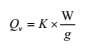 Qᵥ = K × W/g